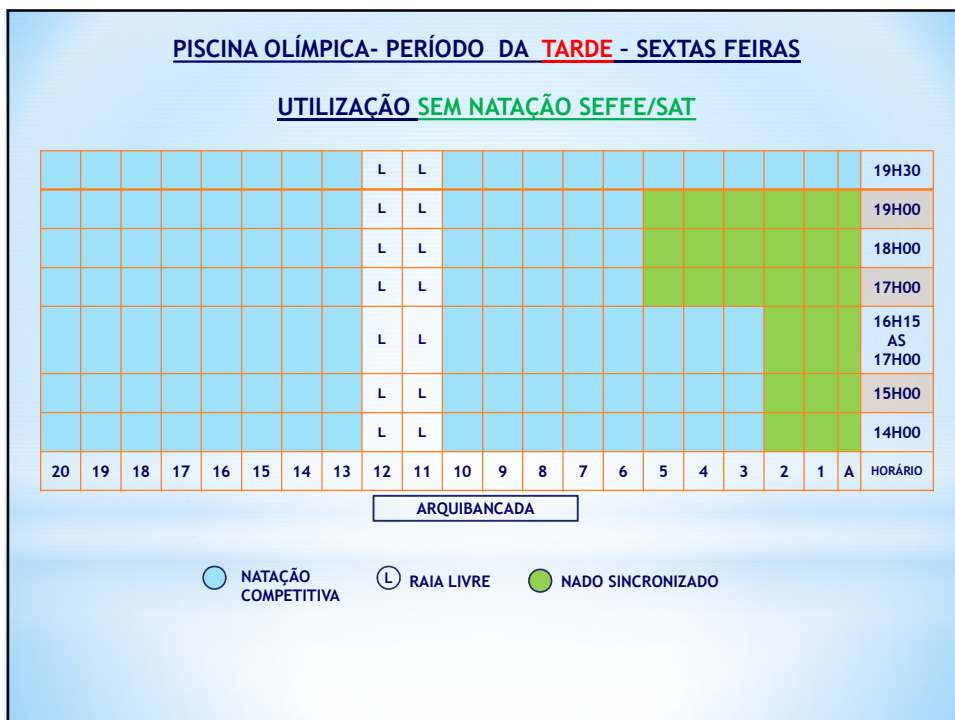 PISCINA OLÍMPICA- PERÍODO DA TARDE – SEXTAS FEIRAS
UTILIZAÇÃO SEM NATAÇÃO SEFFE/SAT
L L 19H30
L L 19H00
L L 18H00
L L 17H00
L L 16H15 AS 17H00
L L 15H00
L L 14H00
20 19 18 17 16 15 14 13 12 11 10 9 8 7 6 5 4 3 2 1 A HORÁRIO
ARQUIBANCADA
NATAÇÃO COMPETITIVA
L RAIA LIVRE
NADO SINCRONIZADO